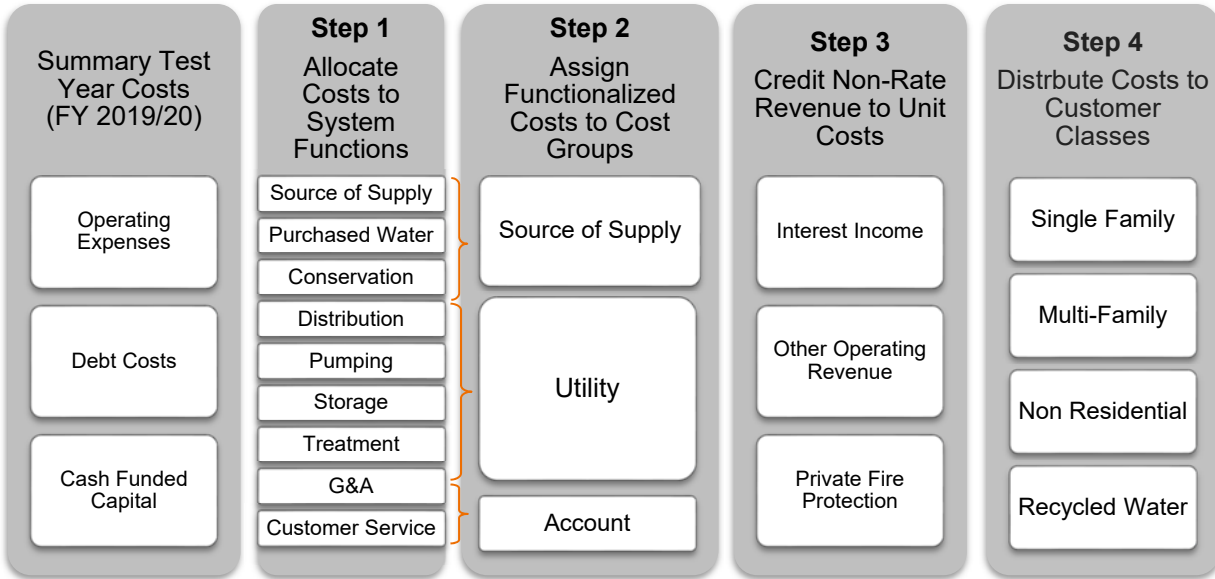 Summary Test
Year Costs
(FY 2019/20)
Operating
Expenses
Debt Costs
Cash Funded
Capital
Step 1
Allocate
Costs to
System
Functions
Source of Supply
Purchased Water
Conservation
Distribution
Pumping
Storage
Treatment
G&A
Customer Service
Step 2
Assign
Functionalized
Costs to Cost
Groups
Source of Supply
Utility
Account
Step 3
Credit Non-Rate
Revenue to Unit
Costs
Interest Income
Other Operating
Revenue
Private Fire
Protection
Step 4
Distrbute Costs to
Customer
Classes
Single Family
Multi-Family
Non Residential
Recycled Water